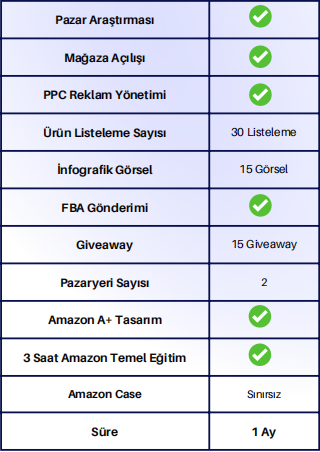 Pazar Araştırması
Mağaza Açılışı
PPC Reklam Yönetimi
Ürün Listeleme Sayısı 30 Listeleme
İnfografik Görsel 15 Görsel
FBA Gönderimi
Giveaway 15 Giveaway
Pazaryeri Sayısı 2
Amazon A+ Tasarım
3 Saat Amazon Temel Eğitim
Amazon Case Sınırsız
Süre 1 Ay